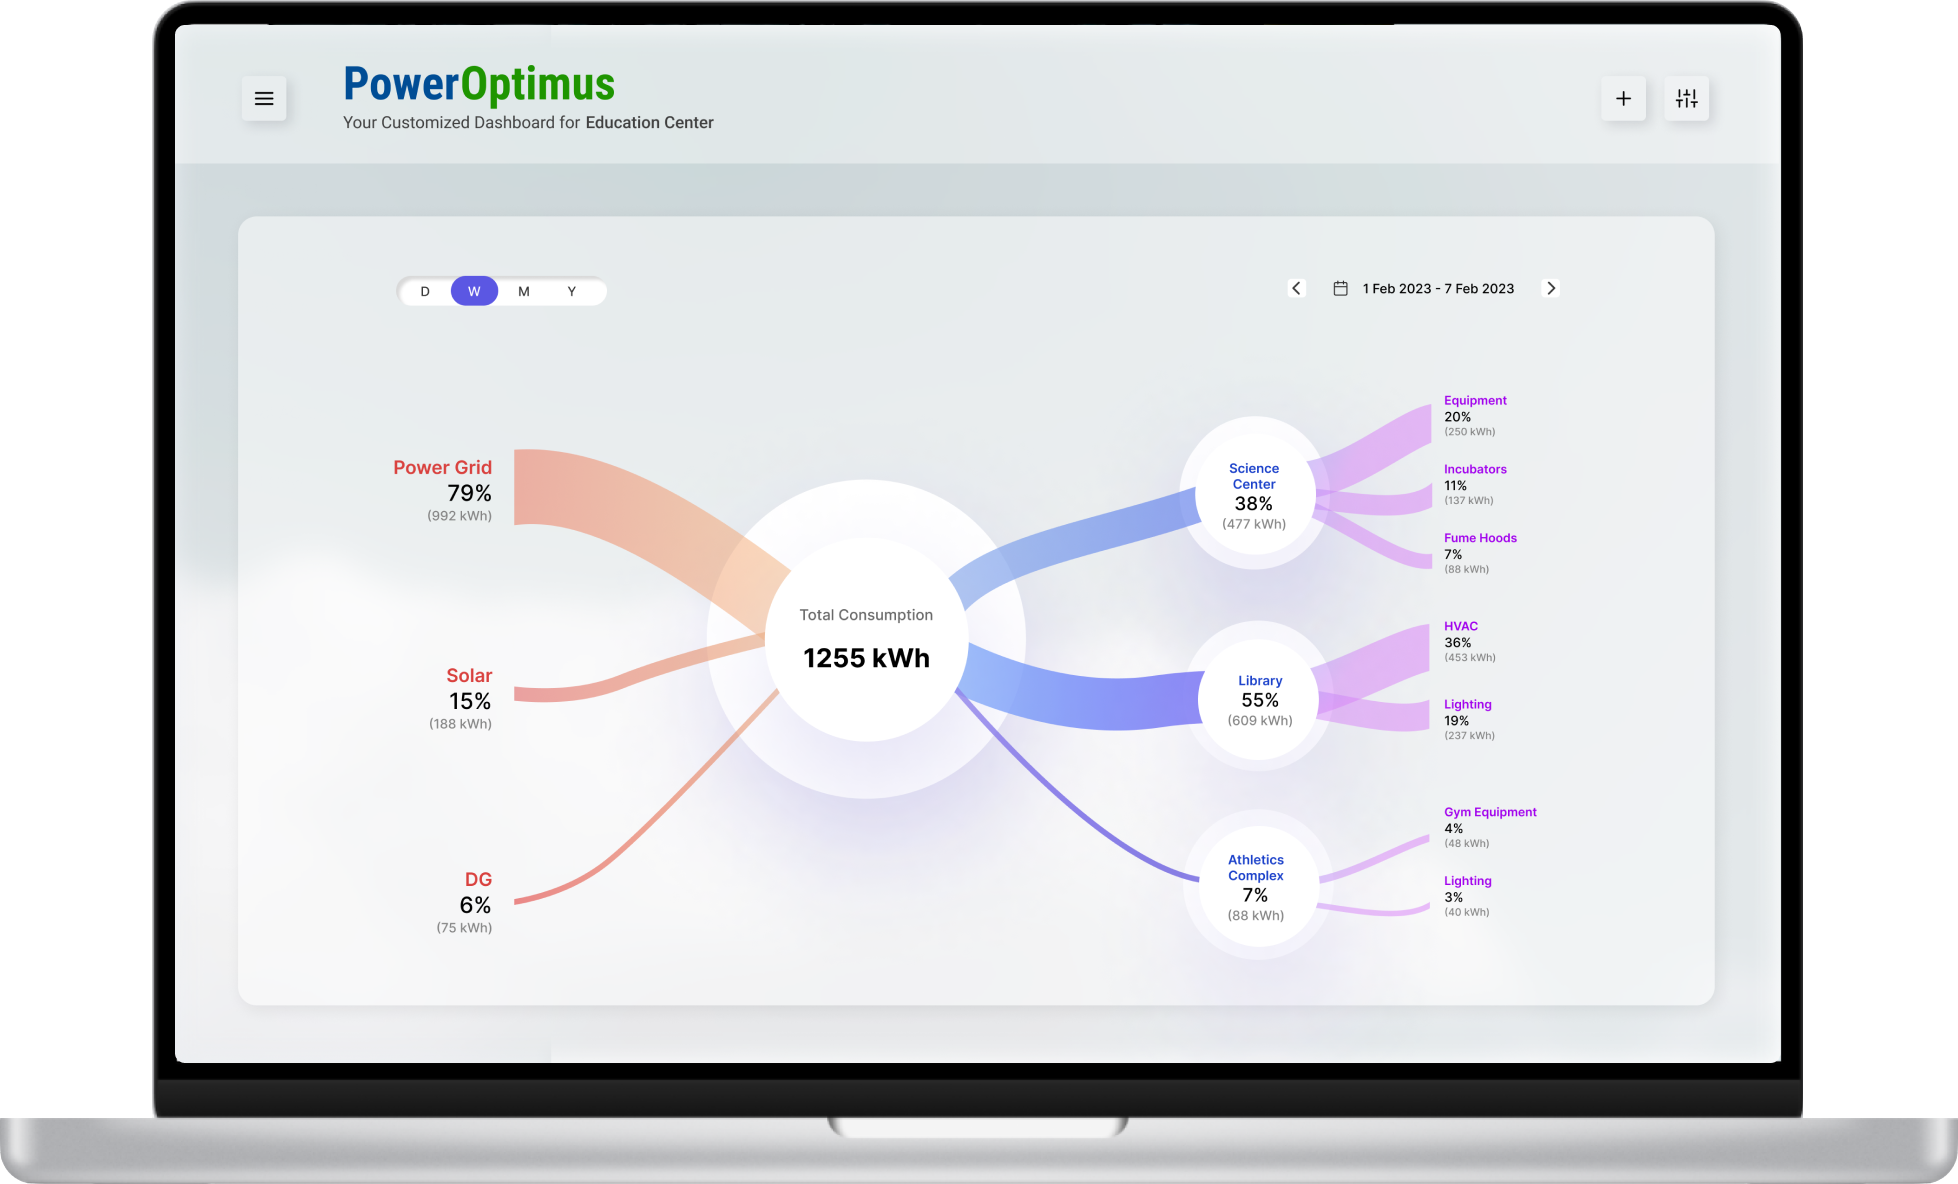 PowerOptimus
Your Customized Dashboard for Education Center
D W M Y
1 Feb 2023 - 7 Feb 2023
Power Grid
79%
(992 kWh)
Solar
15%
(188 kWh)
DG
6%
(75 kWh)
Total Consumption
1255 kWh
Science
Center
38%
(477 kWh)
Library
55%
(609 kWh)
Athletics
Complex
7%
(88 kWh)
Equipment
20%
(250 kWh)
Incubators
11%
(137 kWh)
Fume Hoods
7%
(88 kWh)
HVAC
36%
(453 kWh)
Lighting
19%
(237 kWh)
Gym Equipment
4%
(48 kWh)
Lighting
3%
(40 kWh)